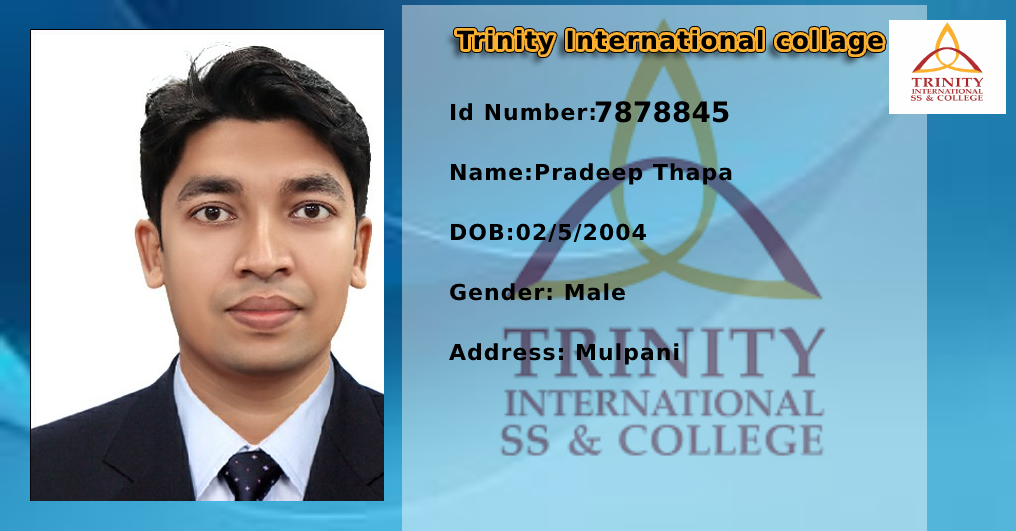 Trinity International collage
TRINITY
INTERNATIONAL
SS & COLLEGE
Id Number:7878845
Name:Pradeep Thapa
DOB:02/5/2004
Gender: Male
Address: Mulpani
TRINITY
INTERNATIONAL
SS & COLLEGE